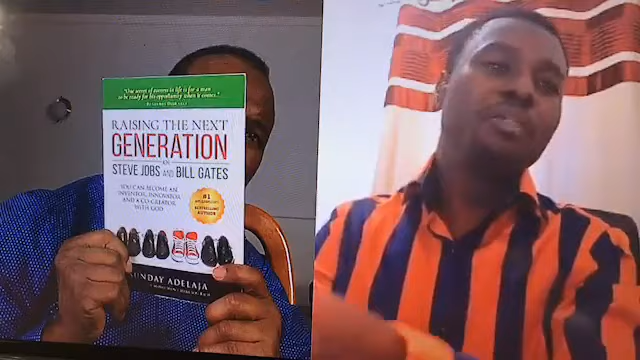 "One secret of success in life is for a man
to be ready for his opportunity when it comes."
RAISING THE NEXT
GENERATION
OF
STEVE JOBS AND BILL GATES
YOU CAN BECOME AN
INVENTOR, INNOVATOR,
AND A CO-CREATOR
WITH GOD
#1
BESTSELLING
AUTHOR
SUNDAY ADELAJA